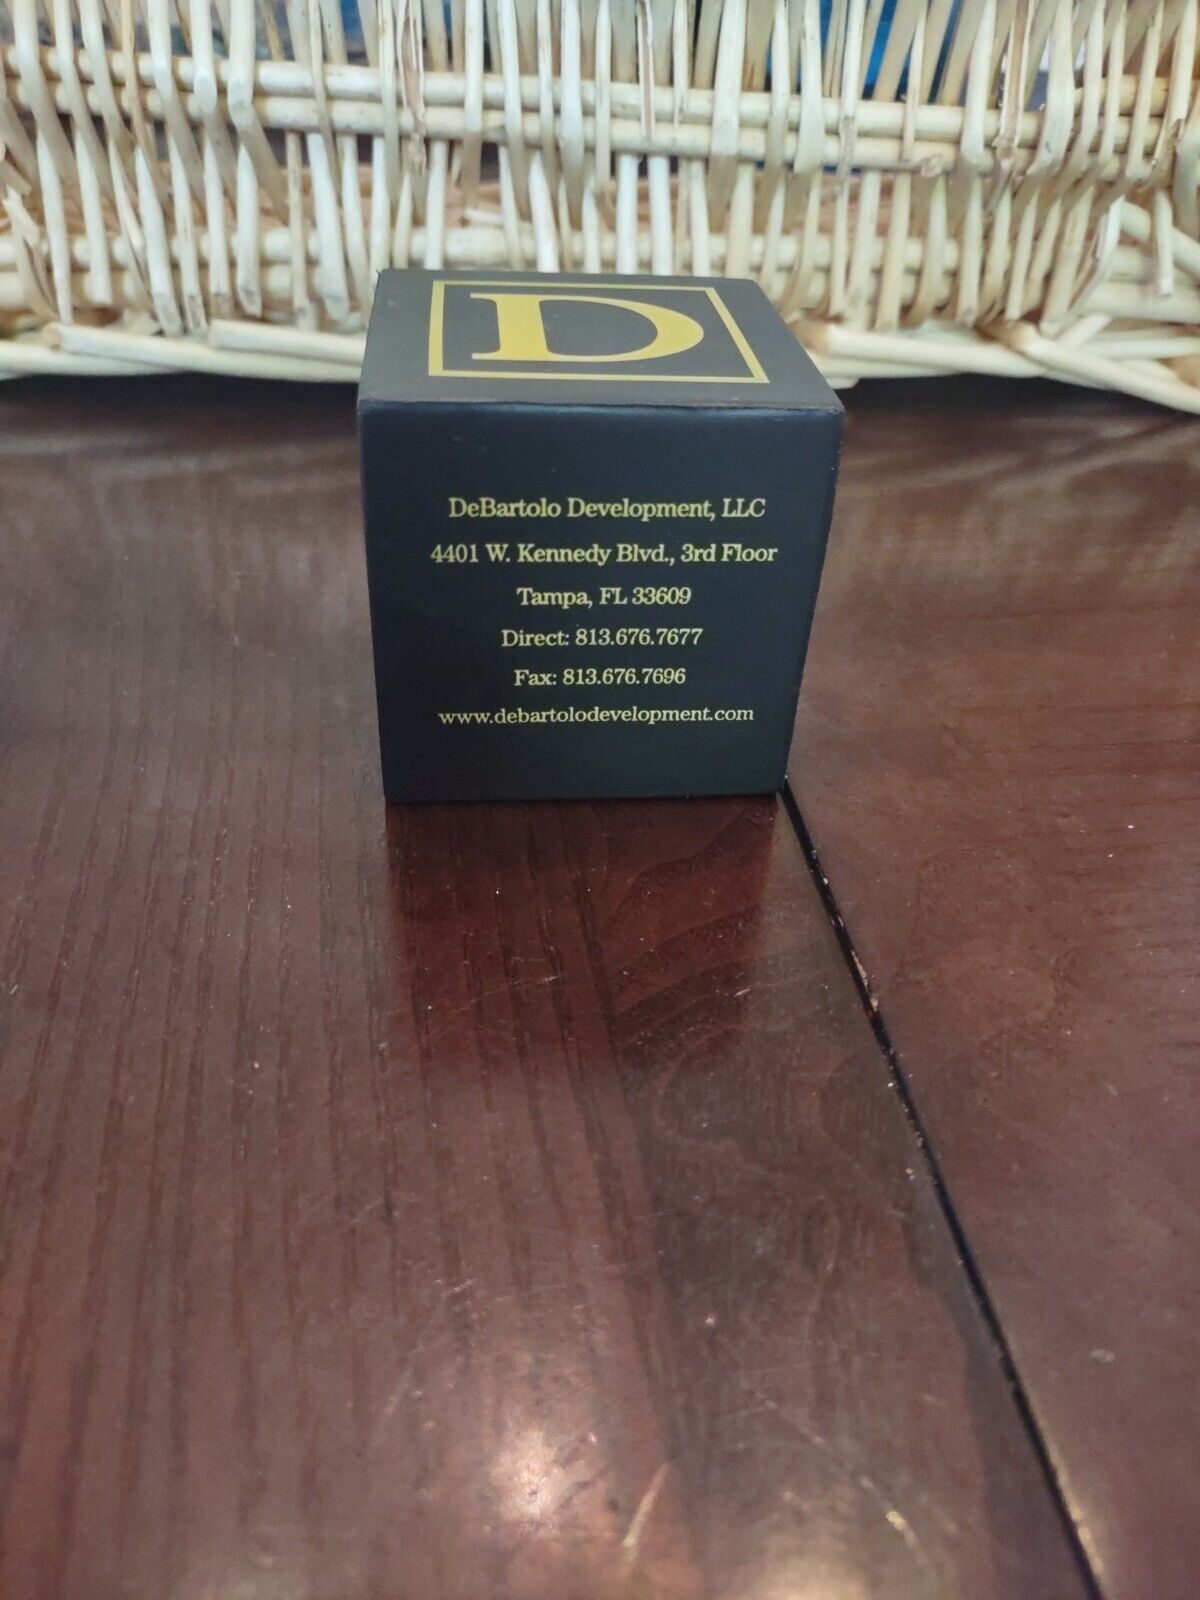 D
DeBartolo Development, LLC
4401 W. Kennedy Blvd., 3rd Floor
Tampa, FL 33609
Direct: 813.676.7677
Fax: 813.676.7696
www.debartolodevelopment.com